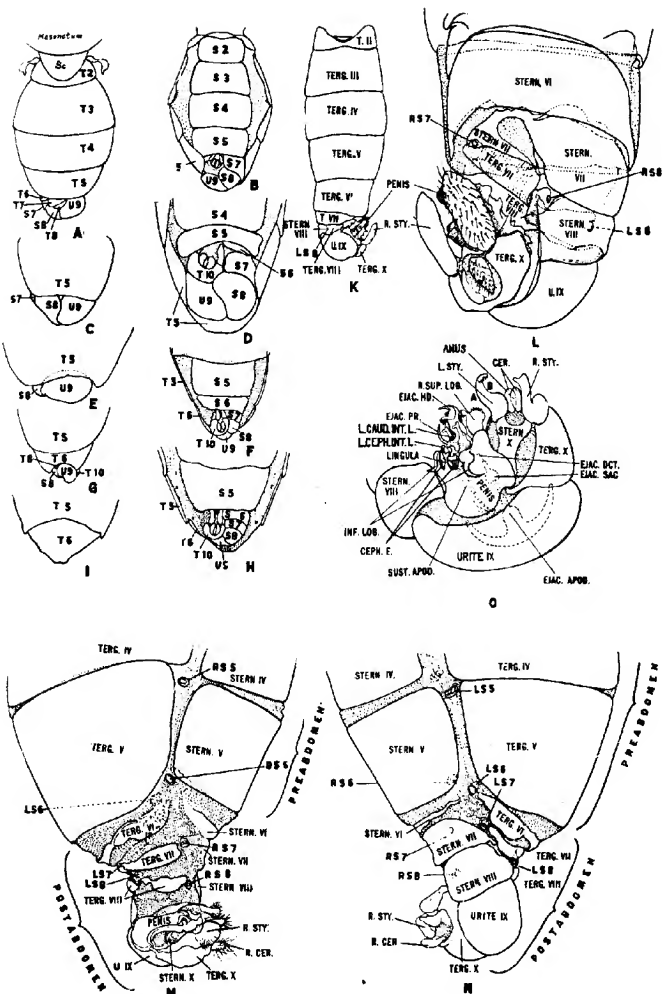 Mesonotum
Sc
T2
T3
T4
T5
T6
T7
S7
S8
T8
U9
A
S2
S3
S4
S5
S7
U9
S8
B
T5
S7
S8
U9
C
S4
S5
S6
T10
S7
U9
S8
T5
D
T5
S8
U9
E
T5
S5
S6
T6
S7
S8
T10
U9
F
T5
T6
T8
S8
U9
T10
G
T5
S5
T6
S8
T10
H
T5
T6
I
T. II
TERG. III
TERG. IV
TERG. V
T. VII
STERN. VIII
LS8
U. IX
TERG. VIII
TERG. X
PENIS
R. STY.
K
STERN. VI
RS7
STERN. VII
TERG. VII
STERN. VII
RS8
STERN. VIII
LS8
TERG. X
U. IX
L
ANUS
L. STY.
CER.
R. STY.
R. SUP. LOB.
A
B
EJAC. HD.
EJAC. PR.
L. CAUD. INT. L.
L. CEPH. INT. L.
LINGULA
STERN. X
TERG. X
STERN. VIII
EJAC. DCT.
EJAC. SAC
PENIS
INF. LOB.
CEPH. E.
SUST. APOD.
URITE IX
EJAC. APOD.
O
TERG. IV
RS5
STERN. IV
TERG. V
STERN. V
LS6
TERG. VI
STERN. VI
TERG. VII
RS7
STERN. VII
LS7
LS8
RS8
STERN. VIII
TERG. VIII
PENIS
R. STY.
R. CER.
U. IX
STERN. X
TERG. X
PREABDOMEN
POSTABDOMEN
M
STERN. IV.
TERG. IV
LS5
STERN. V
TERG. V
RS6
LS6
LS7
STERN. VI
TERG. VI
RS7
STERN. VII
TERG. VII
LS8
RS8
STERN. VIII
TERG. VIII
R. STY.
URITE IX
R. CER.
TERG. X
PREABDOMEN
POSTABDOMEN
N